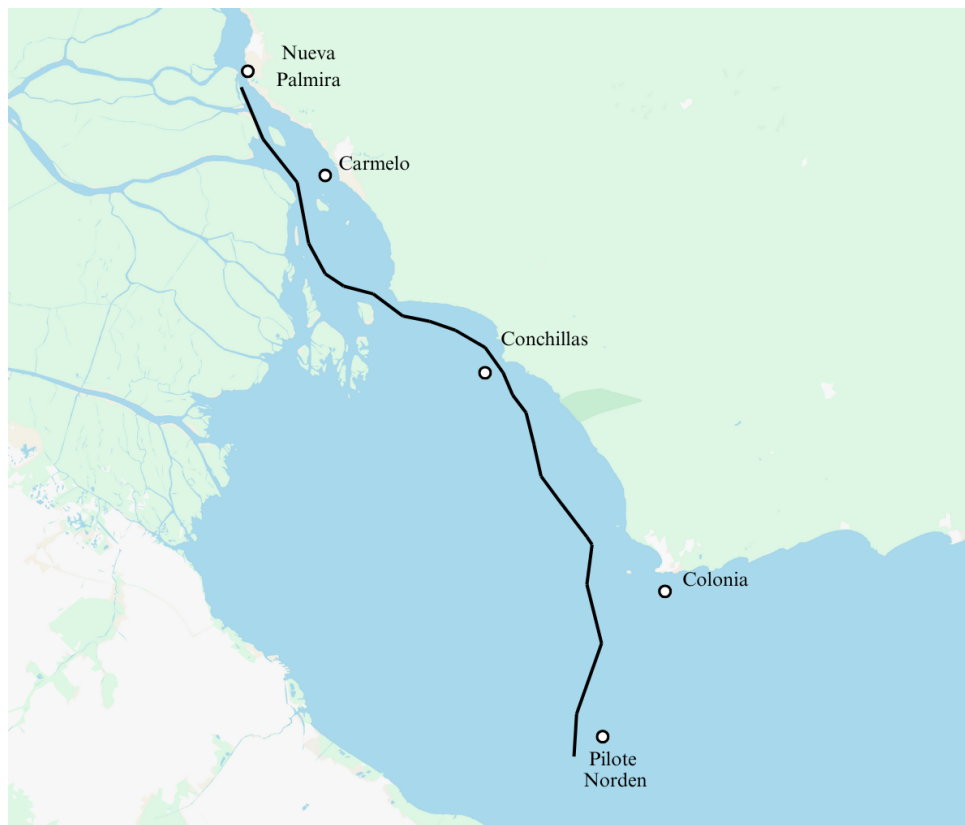 Nueva
Palmira
Carmelo
Conchillas
Colonia
Pilote
Norden